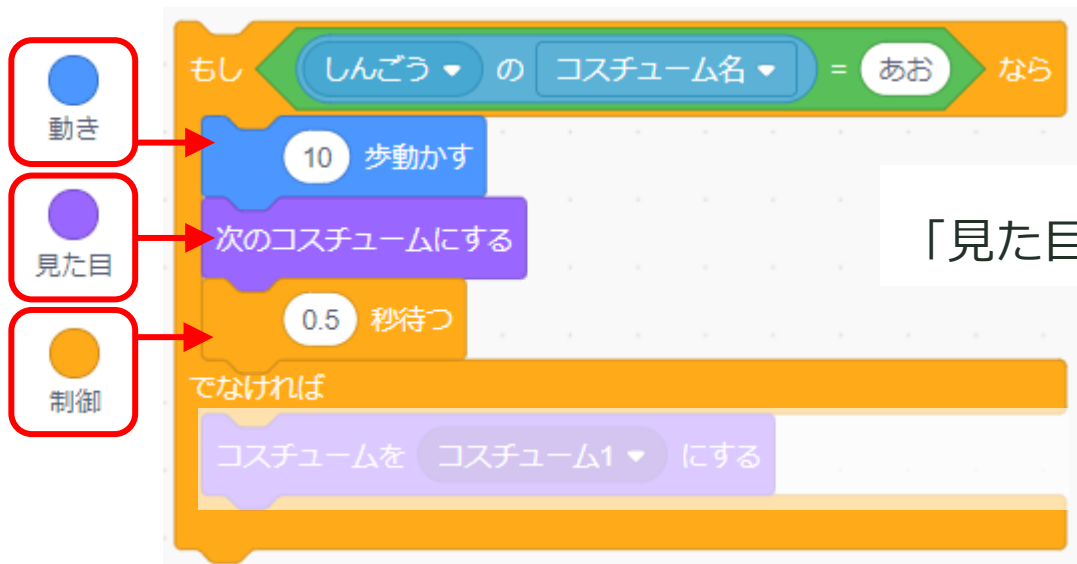 動き
見た目
制御
もし しんごう の コスチューム名 = あお なら
10 歩動かす
次のコスチュームにする
0.5 秒待つ
でなければ
コスチュームを コスチューム1 にする
「見た目